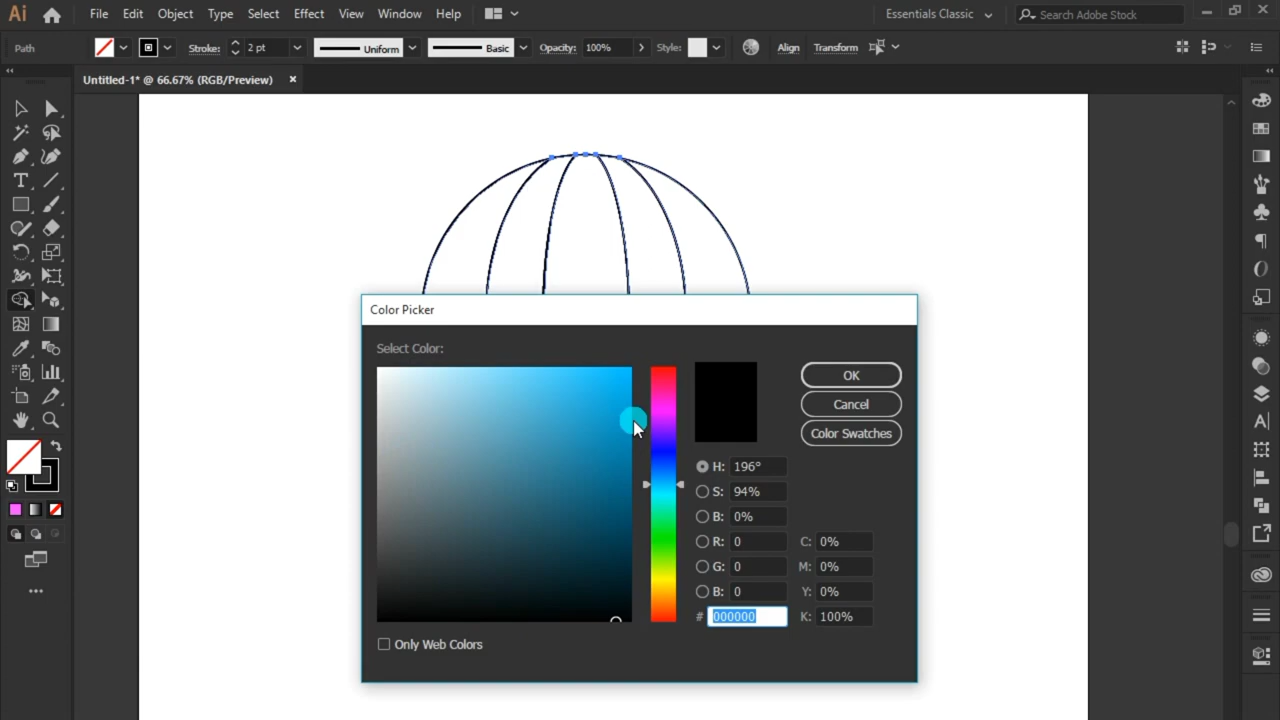 Ai File Edit Object Type Select Effect View Window Help Essentials Classic Search Adobe Stock
Path Stroke: 2 pt Uniform Basic Opacity: 100% Style: Align Transform
Untitled-1* @ 66.67% (RGB/Preview) ×
Color Picker
Select Color:
OK
Cancel
Color Swatches
H: 196°
S: 94%
B: 0%
R: 0 C: 0%
G: 0 M: 0%
B: 0 Y: 0%
# 000000 K: 100%
Only Web Colors